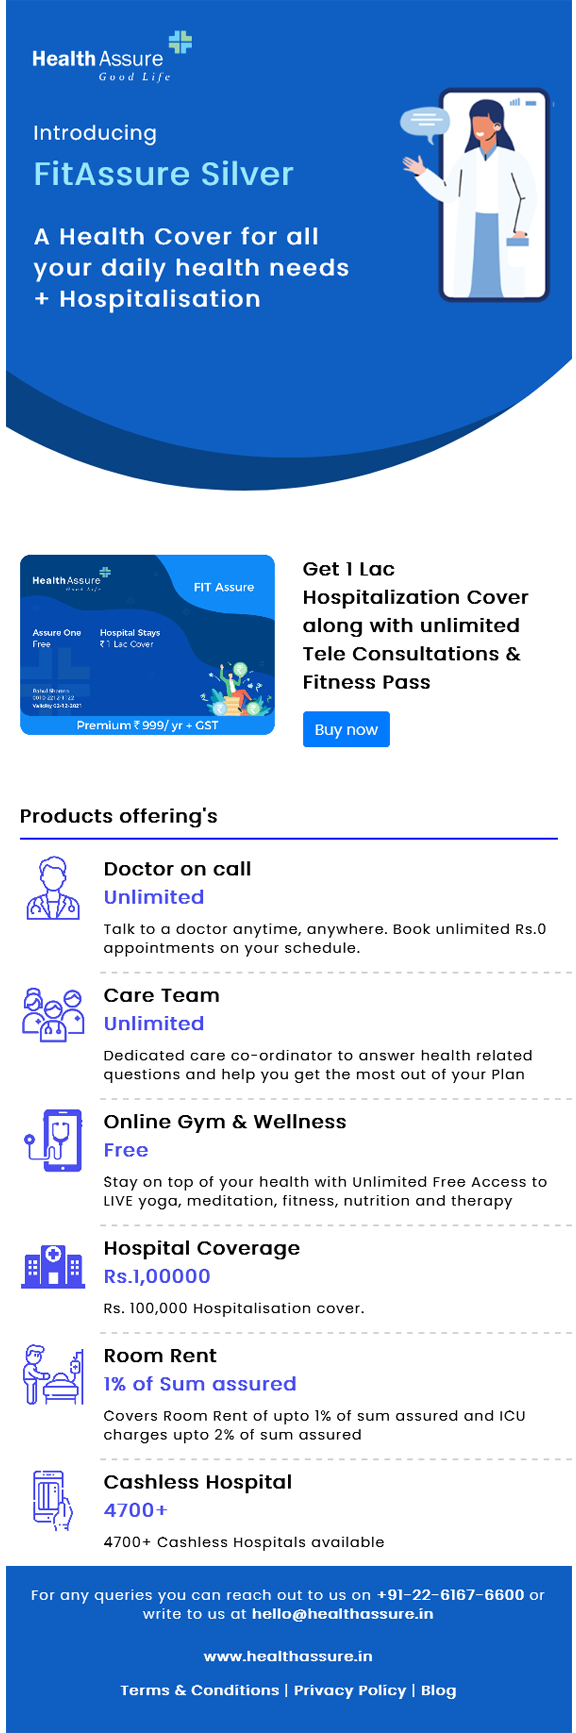 Health Assure
Good Life
Introducing
FitAssure Silver
A Health Cover for all
your daily health needs
+ Hospitalisation
HealthAssure
Good Life
FIT Assure
Assure One
Free
Hospital Stays
₹ 1 Lac Cover
Validity 02-12-2021
Premium ₹ 999/ yr + GST
Get 1 Lac
Hospitalization Cover
along with unlimited
Tele Consultations &
Fitness Pass
Buy now
Products offering's
Doctor on call
Unlimited
Talk to a doctor anytime, anywhere. Book unlimited Rs.0
appointments on your schedule.
Care Team
Unlimited
Dedicated care co-ordinator to answer health related
questions and help you get the most out of your Plan
Online Gym & Wellness
Free
Stay on top of your health with Unlimited Free Access to
LIVE yoga, meditation, fitness, nutrition and therapy
Hospital Coverage
Rs.1,00000
Rs. 100,000 Hospitalisation cover.
Room Rent
1% of Sum assured
Covers Room Rent of upto 1% of sum assured and ICU
charges upto 2% of sum assured
Cashless Hospital
4700+
4700+ Cashless Hospitals available
For any queries you can reach out to us on +91-22-6167-6600 or
write to us at hello@healthassure.in
www.healthassure.in
Terms & Conditions | Privacy Policy | Blog